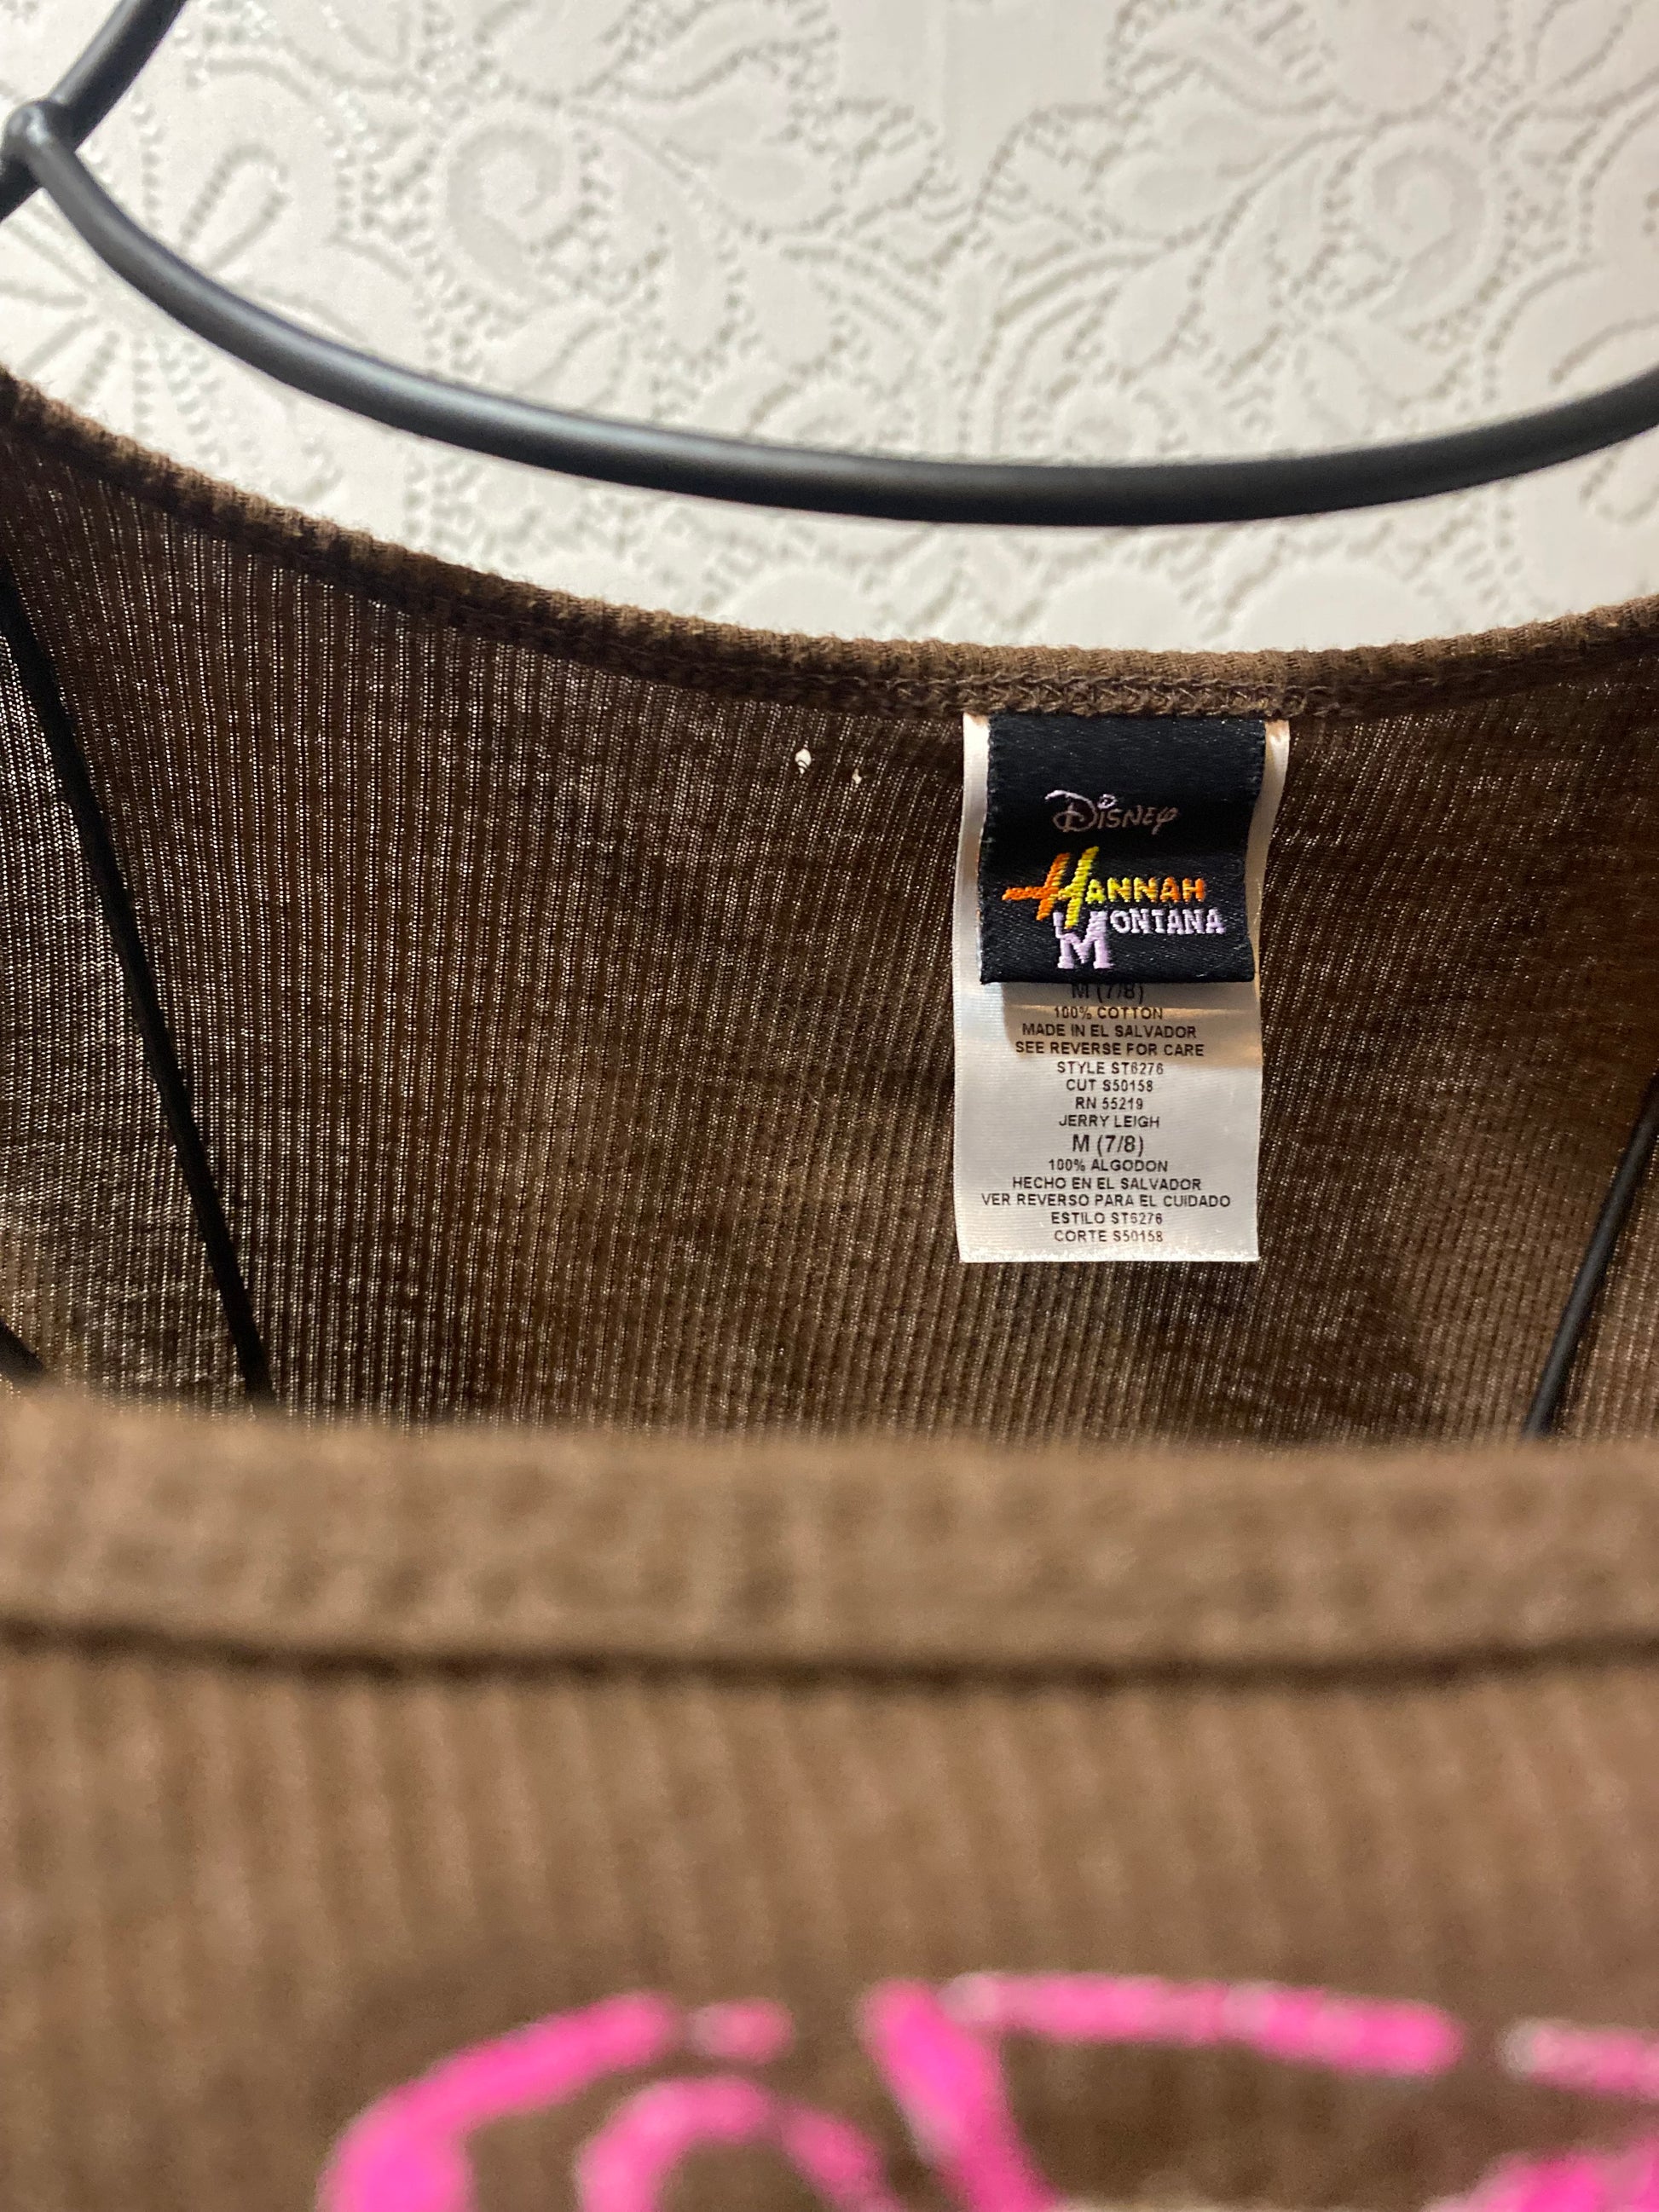 Disney
HANNAH
MONTANA
M (7/8)
100% COTTON
MADE IN EL SALVADOR
SEE REVERSE FOR CARE
STYLE ST6276
CUT S50158
RN 55219
JERRY LEIGH
M (7/8)
100% ALGODON
HECHO EN EL SALVADOR
VER REVERSO PARA EL CUIDADO
ESTILO ST6276
CORTE S50158